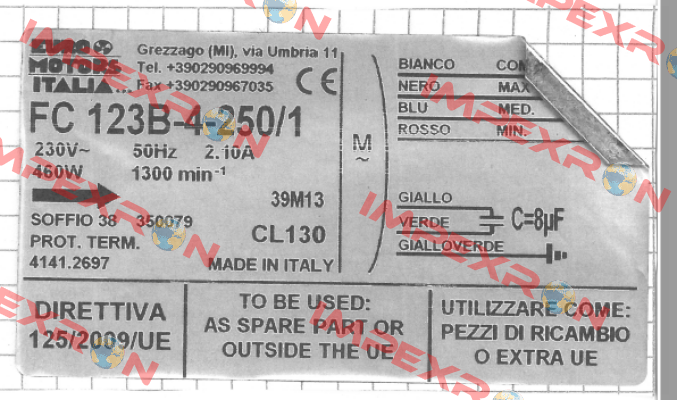 EURO
MOTORS
ITALIA
Grezzago (MI), via Umbria 11
Tel. +390290969994
Fax +390290967035
CE
FC 123B-4-250/1
230V~ 50Hz 2.10A
460W 1300 min-1
39M13
SOFFIO 38 350079
PROT. TERM. CL130
4141.2697 MADE IN ITALY
M
~
BIANCO
NERO MAX
BLU MED.
ROSSO MIN.
GIALLO
VERDE C=8µF
GIALLOVERDE
DIRETTIVA
125/2009/UE
TO BE USED:
AS SPARE PART OR
OUTSIDE THE UE
UTILIZZARE COME:
PEZZI DI RICAMBIO
O EXTRA UE
IMPEXRON